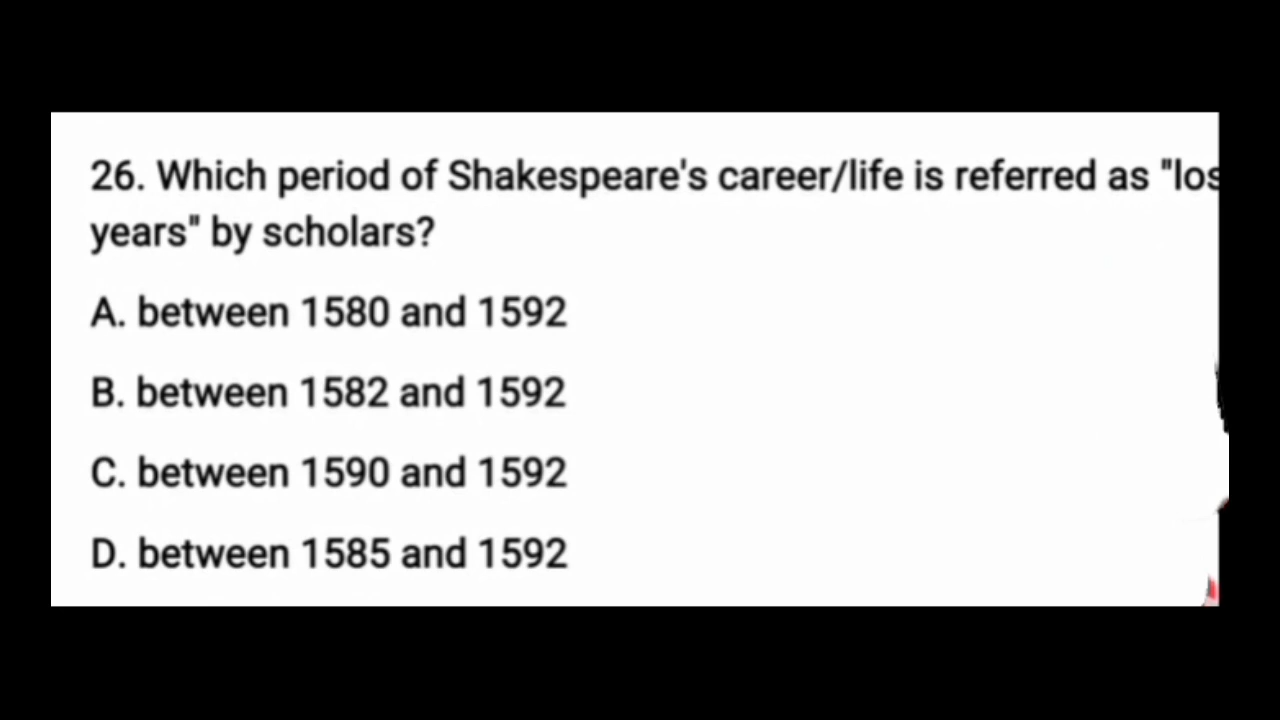 26. Which period of Shakespeare's career/life is referred as "los
years" by scholars?
A. between 1580 and 1592
B. between 1582 and 1592
C. between 1590 and 1592
D. between 1585 and 1592